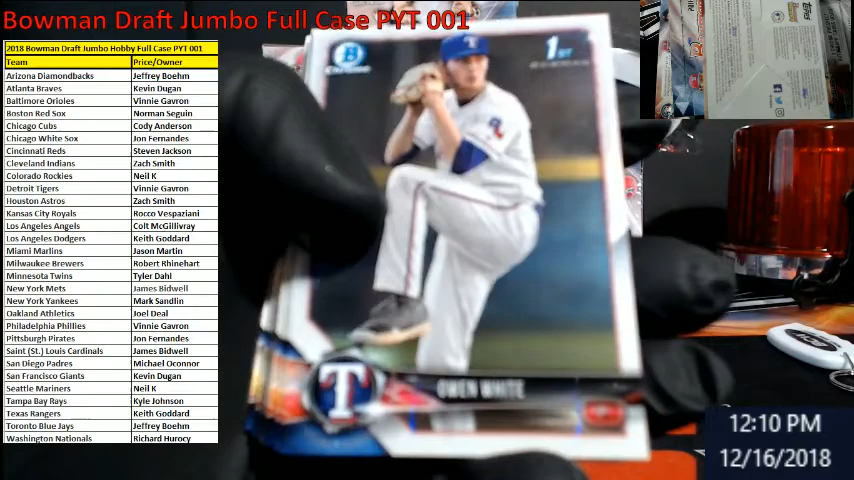 Bowman Draft Jumbo Full Case PYT 001
2018 Bowman Draft Jumbo Hobby Full Case PYT 001
Team Price/Owner
Arizona Diamondbacks Jeffrey Boehm
Atlanta Braves Kevin Dugan
Baltimore Orioles Vinnie Gavron
Boston Red Sox Norman Seguin
Chicago Cubs Cody Anderson
Chicago White Sox Jon Fernandes
Cincinnati Reds Steven Jackson
Cleveland Indians Zach Smith
Colorado Rockies Neil K
Detroit Tigers Vinnie Gavron
Houston Astros Zach Smith
Kansas City Royals Rocco Vespaziani
Los Angeles Angels Colt McGillivray
Los Angeles Dodgers Keith Goddard
Miami Marlins Jason Martin
Milwaukee Brewers Robert Rhinehart
Minnesota Twins Tyler Dahl
New York Mets James Bidwell
New York Yankees Mark Sandlin
Oakland Athletics Joel Deal
Philadelphia Phillies Vinnie Gavron
Pittsburgh Pirates Jon Fernandes
Saint (St.) Louis Cardinals James Bidwell
San Diego Padres Michael Oconnor
San Francisco Giants Kevin Dugan
Seattle Mariners Neil K
Tampa Bay Rays Kyle Johnson
Texas Rangers Keith Goddard
Toronto Blue Jays Jeffrey Boehm
Washington Nationals Richard Hurocy
B
Chrome
1ST
BOWMAN
T
OWEN WHITE
topps
12:10 PM
12/16/2018